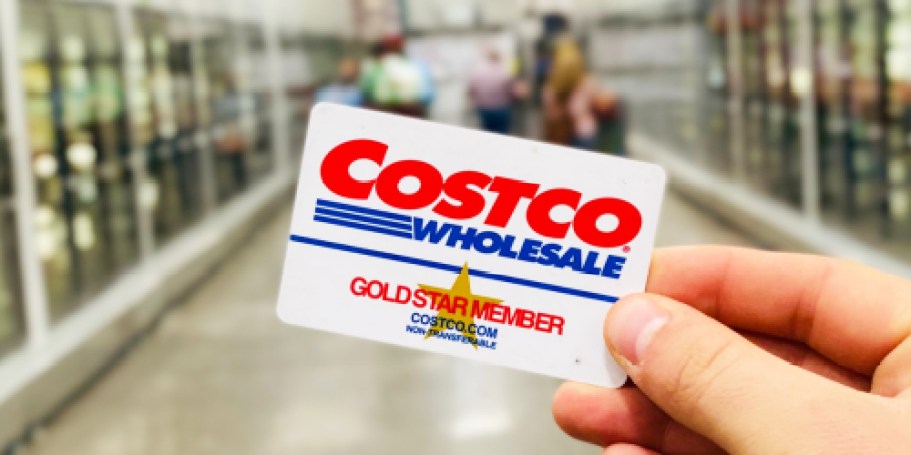 COSTCO®
WHOLESALE
GOLD STAR MEMBER
COSTCO.COM
NON-TRANSFERABLE